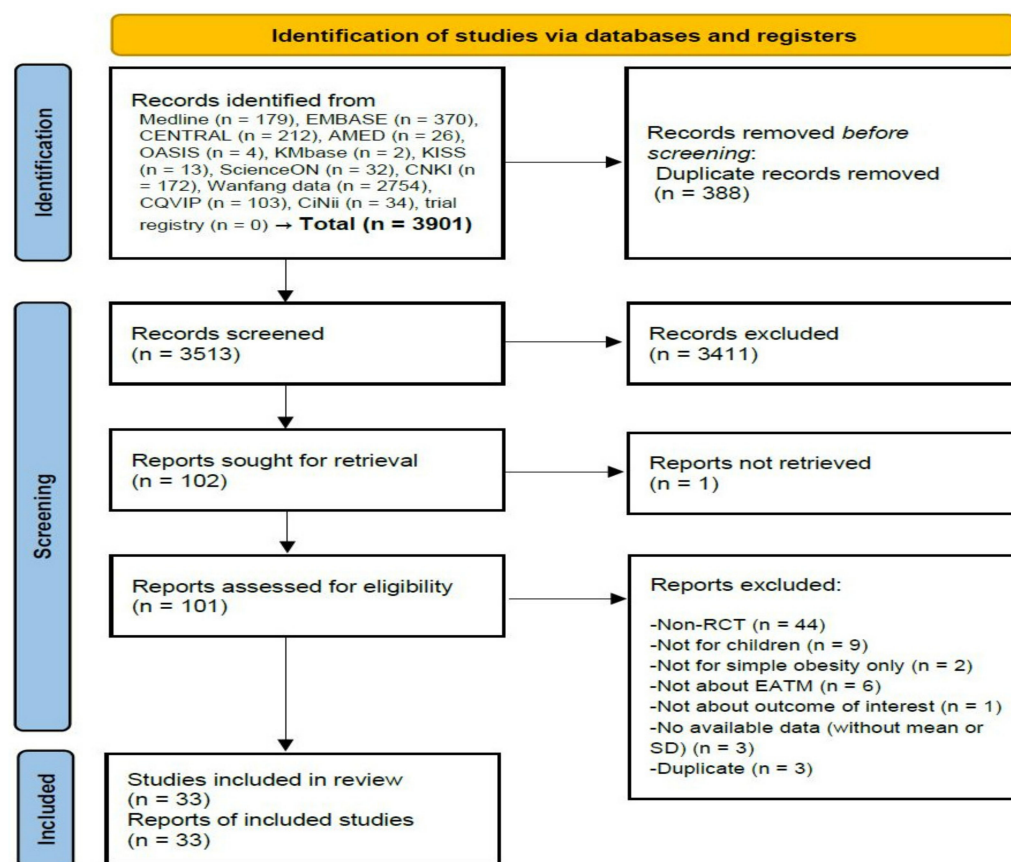 Identification of studies via databases and registers
Identification
Records identified from
Medline (n = 179), EMBASE (n = 370),
CENTRAL (n = 212), AMED (n = 26),
OASIS (n = 4), KMbase (n = 2), KISS
(n = 13), ScienceON (n = 32), CNKI (n
= 172), Wanfang data (n = 2754),
CQVIP (n = 103), CiNii (n = 34), trial
registry (n = 0) → Total (n = 3901)
Records removed before
screening:
Duplicate records removed
(n = 388)
Screening
Records screened
(n = 3513)
Records excluded
(n = 3411)
Reports sought for retrieval
(n = 102)
Reports not retrieved
(n = 1)
Reports assessed for eligibility
(n = 101)
Reports excluded:
-Non-RCT (n = 44)
-Not for children (n = 9)
-Not for simple obesity only (n = 2)
-Not about EATM (n = 6)
-Not about outcome of interest (n = 1)
-No available data (without mean or
SD) (n = 3)
-Duplicate (n = 3)
Included
Studies included in review
(n = 33)
Reports of included studies
(n = 33)